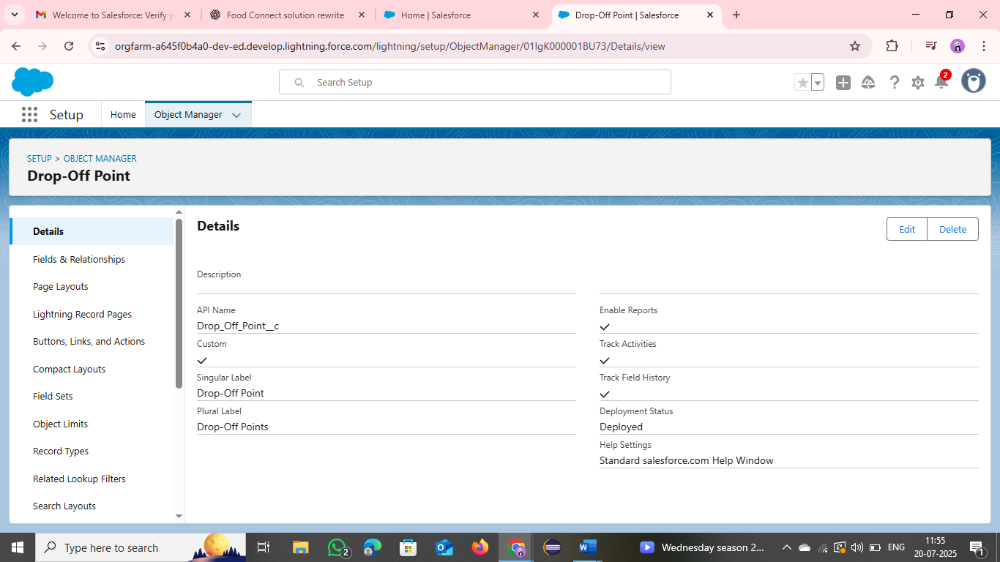 Welcome to Salesforce: Verify y
Food Connect solution rewrite
Home | Salesforce
Drop-Off Point | Salesforce
orgfarm-a645f0b4a0-dev-ed.develop.lightning.force.com/lightning/setup/ObjectManager/01IgK000001BU73/Details/view
Search Setup
2
Setup
Home
Object Manager
SETUP > OBJECT MANAGER
Drop-Off Point
Details
Fields & Relationships
Page Layouts
Lightning Record Pages
Buttons, Links, and Actions
Compact Layouts
Field Sets
Object Limits
Record Types
Related Lookup Filters
Search Layouts
Details
Edit
Delete
Description
API Name
Drop_Off_Point__c
Custom
Singular Label
Drop-Off Point
Plural Label
Drop-Off Points
Enable Reports
Track Activities
Track Field History
Deployment Status
Deployed
Help Settings
Standard salesforce.com Help Window
Type here to search
2
Wednesday season 2...
ENG
11:55
20-07-2025
1